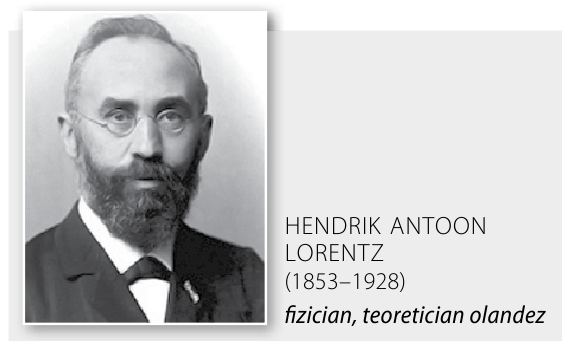 HENDRIK ANTOON
LORENTZ
(1853–1928)
fizician, teoretician olandez